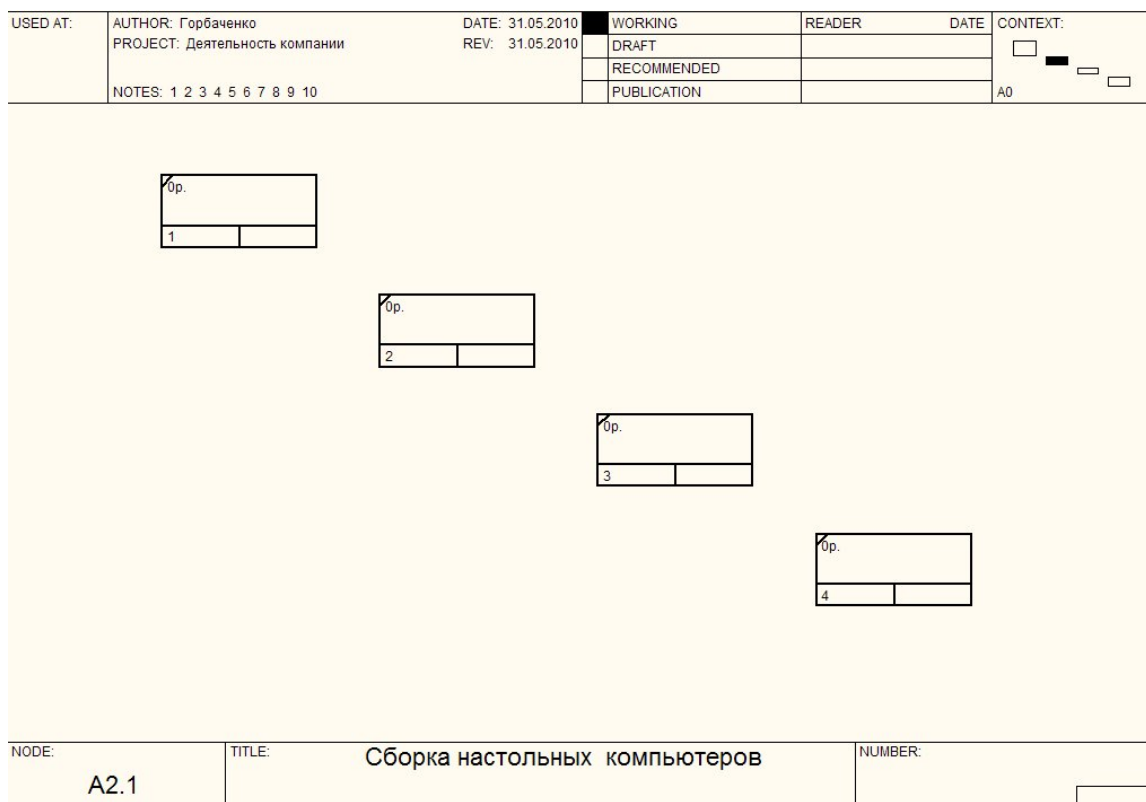 USED AT:
AUTHOR: Горбаченко
DATE: 31.05.2010
WORKING
READER
DATE
CONTEXT:
PROJECT: Деятельность компании
REV: 31.05.2010
DRAFT
RECOMMENDED
NOTES: 1 2 3 4 5 6 7 8 9 10
PUBLICATION
A0
0р.
1
0р.
2
0р.
3
0р.
4
NODE:
TITLE:
Сборка настольных компьютеров
NUMBER:
A2.1